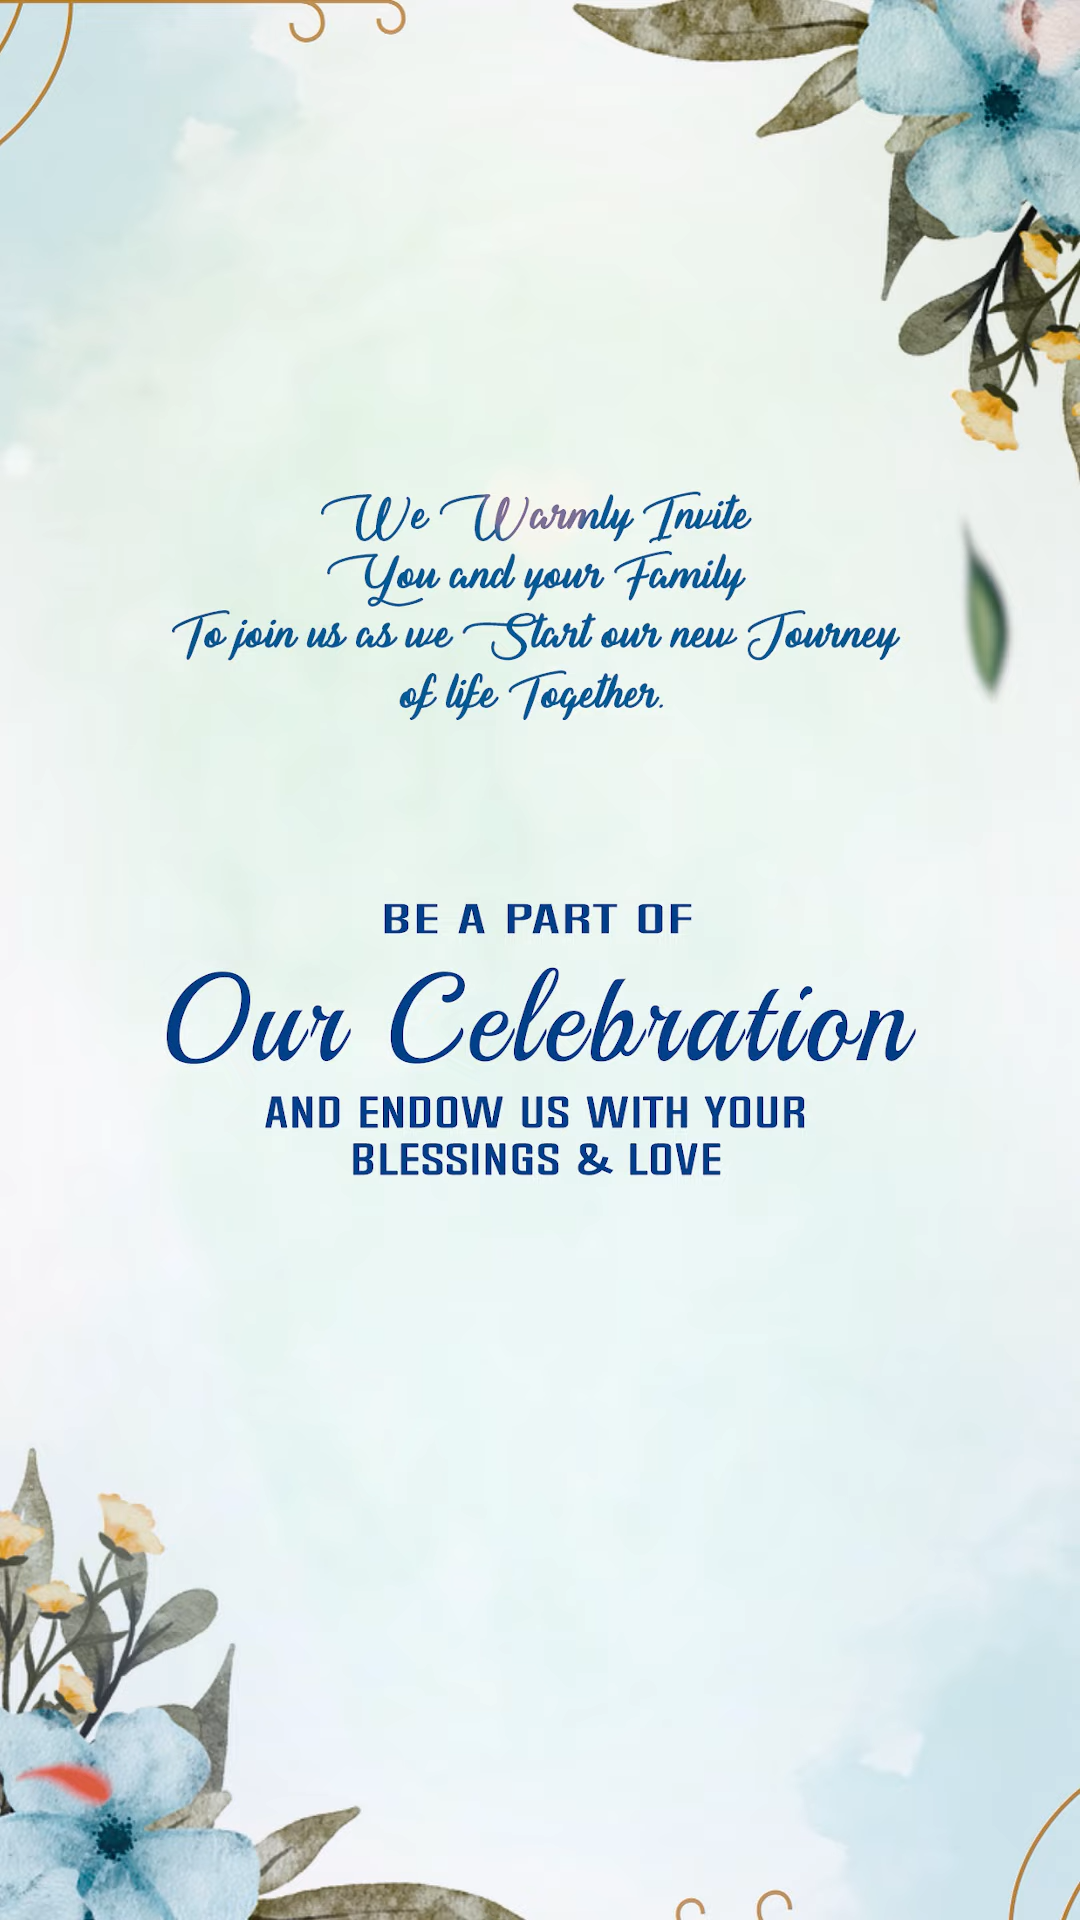 We Warmly Invite
You and your Family
To join us as we Start our new Journey
of life Together.
BE A PART OF
Our Celebration
AND ENDOW US WITH YOUR
BLESSINGS & LOVE